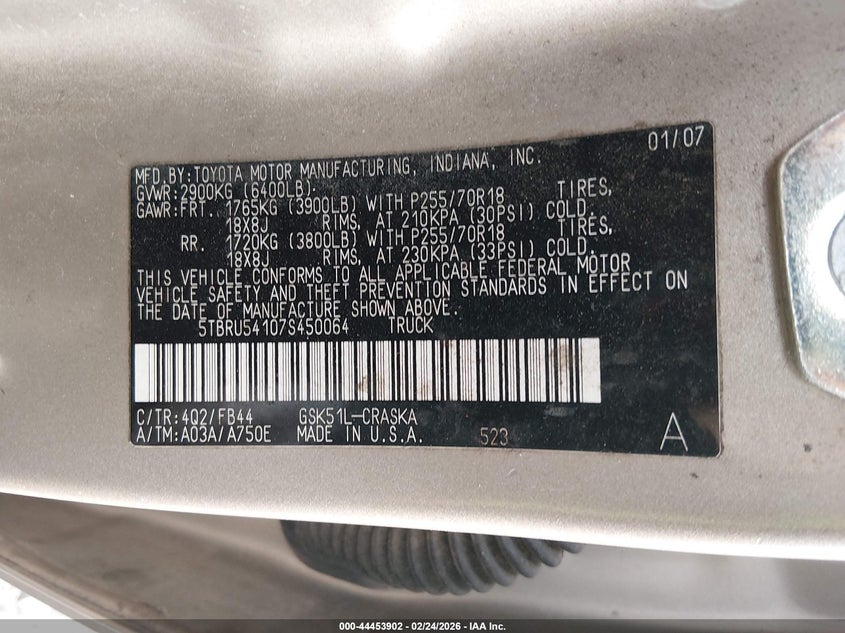 MFD.BY:TOYOTA MOTOR MANUFACTURING, INDIANA, INC. 01/07
GVWR:2900KG (6400LB)
GAWR:FRT. 1765KG (3900LB) WITH P255/70R18 TIRES,
18X8J RIMS, AT 210KPA (30PSI) COLD.
RR. 1720KG (3800LB) WITH P255/70R18 TIRES,
18X8J RIMS, AT 230KPA (33PSI) COLD.
THIS VEHICLE CONFORMS TO ALL APPLICABLE FEDERAL MOTOR
VEHICLE SAFETY AND THEFT PREVENTION STANDARDS IN EFFECT ON
THE DATE OF MANUFACTURE SHOWN ABOVE.
5TBRU54107S450064 TRUCK
C/TR:4Q2/FB44 GSK51L-CRASKA
A/TM:A03A/A750E MADE IN U.S.A. 523 A
000-44453902 - 02/24/2026 - IAA Inc.